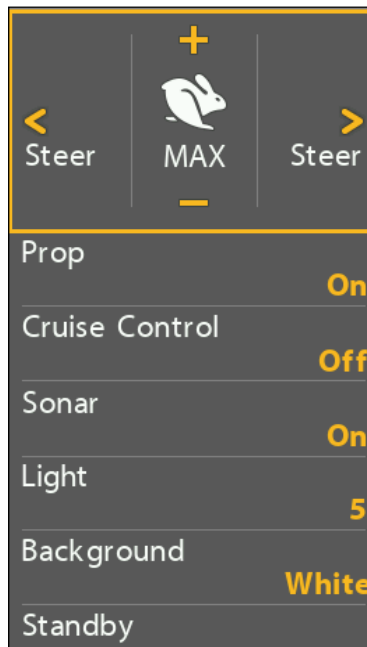 +
< >
Steer MAX Steer
−
Prop
On
Cruise Control
Off
Sonar
On
Light
5
Background
White
Standby